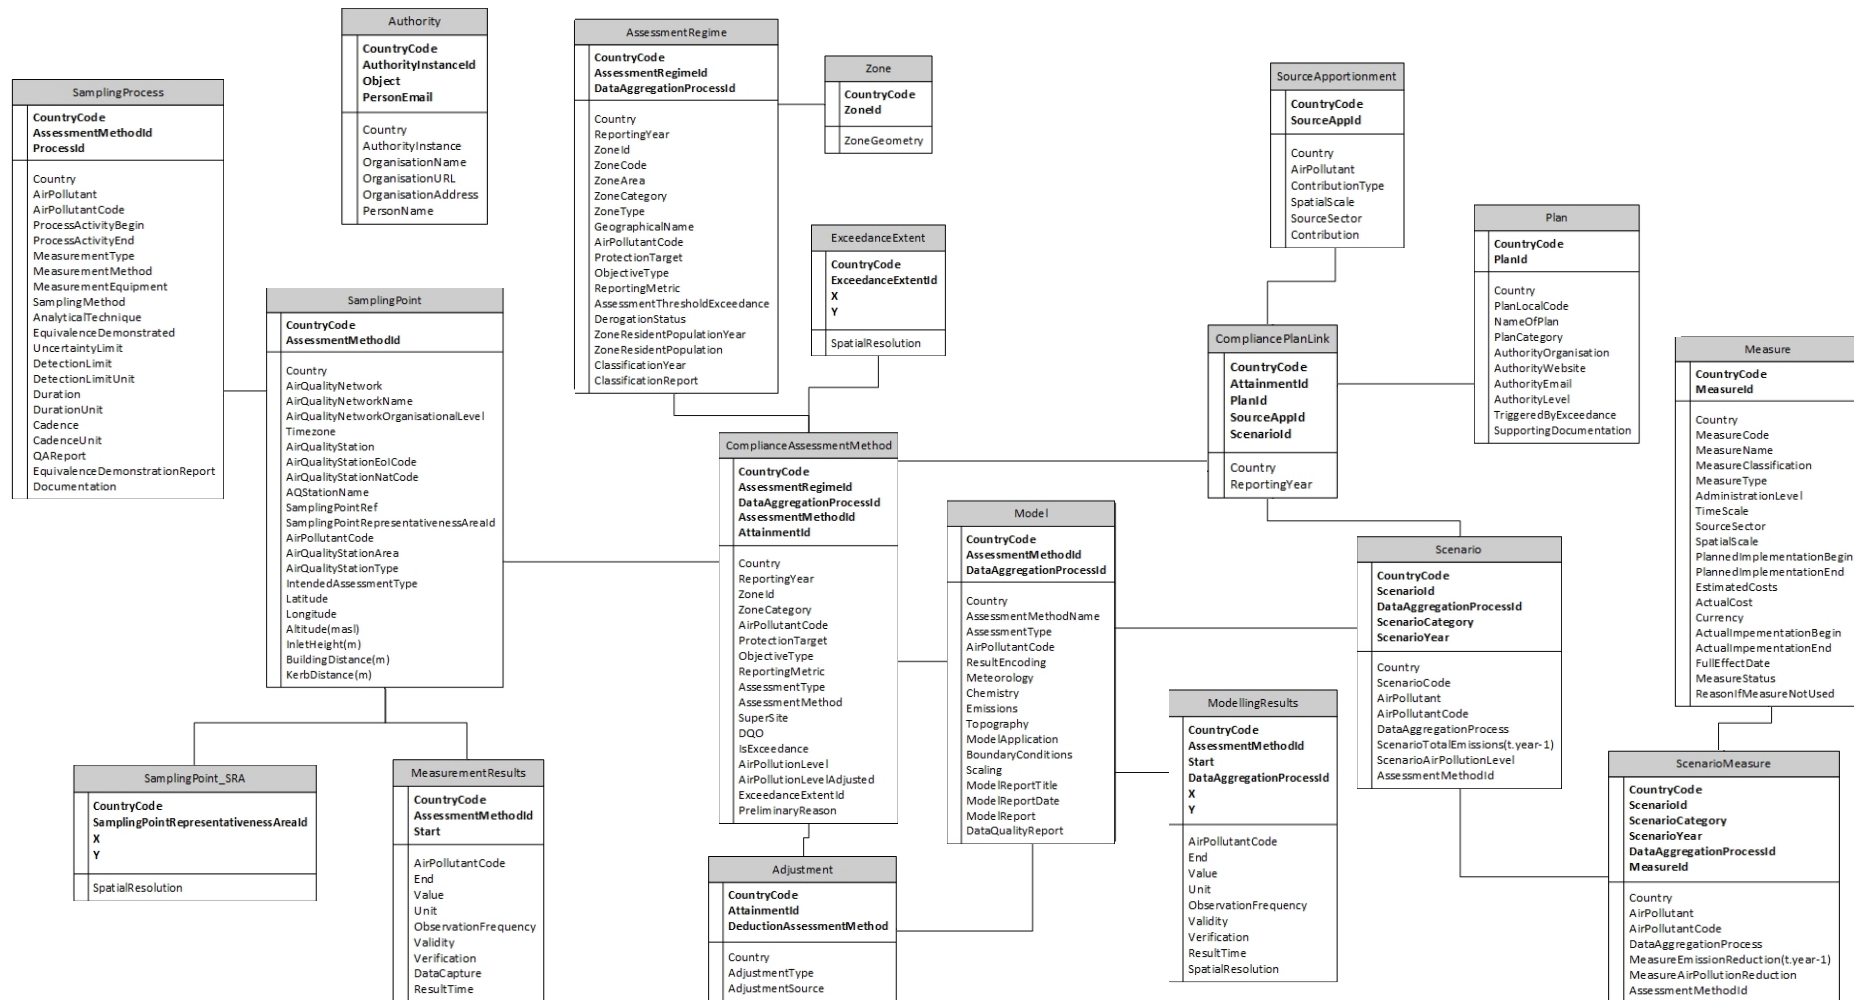 Authority
CountryCode
AuthorityInstanceId
Object
PersonEmail
Country
AuthorityInstance
OrganisationName
OrganisationURL
OrganisationAddress
PersonName
SamplingProcess
CountryCode
AssessmentMethodId
ProcessId
Country
AirPollutant
AirPollutantCode
ProcessActivityBegin
ProcessActivityEnd
MeasurementType
MeasurementMethod
MeasurementEquipment
SamplingMethod
AnalyticalTechnique
EquivalenceDemonstrated
UncertaintyLimit
DetectionLimit
DetectionLimitUnit
Duration
DurationUnit
Cadence
CadenceUnit
QAReport
EquivalenceDemonstrationReport
Documentation
SamplingPoint
CountryCode
AssessmentMethodId
Country
AirQualityNetwork
AirQualityNetworkName
AirQualityNetworkOrganisationalLevel
Timezone
AirQualityStation
AirQualityStationEoICode
AirQualityStationNatCode
AQStationName
SamplingPointRef
SamplingPointRepresentativenessAreaId
AirPollutantCode
AirQualityStationArea
AirQualityStationType
IntendedAssessmentType
Latitude
Longitude
Altitude(masl)
InletHeight(m)
BuildingDistance(m)
KerbDistance(m)
SamplingPoint_SRA
CountryCode
SamplingPointRepresentativenessAreaId
X
Y
SpatialResolution
MeasurementResults
CountryCode
AssessmentMethodId
Start
AirPollutantCode
End
Value
Unit
ObservationFrequency
Validity
Verification
DataCapture
ResultTime
AssessmentRegime
CountryCode
AssessmentRegimeId
DataAggregationProcessId
Country
ReportingYear
ZoneId
ZoneCode
ZoneArea
ZoneCategory
ZoneType
GeographicalName
AirPollutantCode
ProtectionTarget
ObjectiveType
ReportingMetric
AssessmentThresholdExceedance
DerogationStatus
ZoneResidentPopulationYear
ZoneResidentPopulation
ClassificationYear
ClassificationReport
Zone
CountryCode
ZoneId
ZoneGeometry
ExceedanceExtent
CountryCode
ExceedanceExtentId
X
Y
SpatialResolution
ComplianceAssessmentMethod
CountryCode
AssessmentRegimeId
DataAggregationProcessId
AssessmentMethodId
AttainmentId
Country
ReportingYear
ZoneId
ZoneCategory
AirPollutantCode
ProtectionTarget
ObjectiveType
ReportingMetric
AssessmentType
AssessmentMethod
SuperSite
DQO
IsExceedance
AirPollutionLevel
AirPollutionLevelAdjusted
ExceedanceExtentId
PreliminaryReason
Adjustment
CountryCode
AttainmentId
DeductionAssessmentMethod
Country
AdjustmentType
AdjustmentSource
Model
CountryCode
AssessmentMethodId
DataAggregationProcessId
Country
AssessmentMethodName
AssessmentType
AirPollutantCode
ResultEncoding
Meteorology
Chemistry
Emissions
Topography
ModelApplication
BoundaryConditions
Scaling
ModelReportTitle
ModelReportDate
ModelReport
DataQualityReport
ModellingResults
CountryCode
AssessmentMethodId
Start
DataAggregationProcessId
X
Y
AirPollutantCode
End
Value
Unit
ObservationFrequency
Validity
Verification
ResultTime
SpatialResolution
SourceApportionment
CountryCode
SourceAppId
Country
AirPollutant
ContributionType
SpatialScale
SourceSector
Contribution
CompliancePlanLink
CountryCode
AttainmentId
PlanId
SourceAppId
ScenarioId
Country
ReportingYear
Plan
CountryCode
PlanId
Country
PlanLocalCode
NameOfPlan
PlanCategory
AuthorityOrganisation
AuthorityWebsite
AuthorityEmail
AuthorityLevel
TriggeredByExceedance
SupportingDocumentation
Scenario
CountryCode
ScenarioId
DataAggregationProcessId
ScenarioCategory
ScenarioYear
Country
ScenarioCode
AirPollutant
AirPollutantCode
DataAggregationProcess
ScenarioTotalEmissions(t.year-1)
ScenarioAirPollutionLevel
AssessmentMethodId
Measure
CountryCode
MeasureId
Country
MeasureCode
MeasureName
MeasureClassification
MeasureType
AdministrationLevel
TimeScale
SourceSector
SpatialScale
PlannedImplementationBegin
PlannedImplementationEnd
EstimatedCosts
ActualCost
Currency
ActualImpementationBegin
ActualImpementationEnd
FullEffectDate
MeasureStatus
ReasonIfMeasureNotUsed
ScenarioMeasure
CountryCode
ScenarioId
ScenarioCategory
ScenarioYear
DataAggregationProcessId
MeasureId
Country
AirPollutant
AirPollutantCode
DataAggregationProcess
MeasureEmissionReduction(t.year-1)
MeasureAirPollutionReduction
AssessmentMethodId